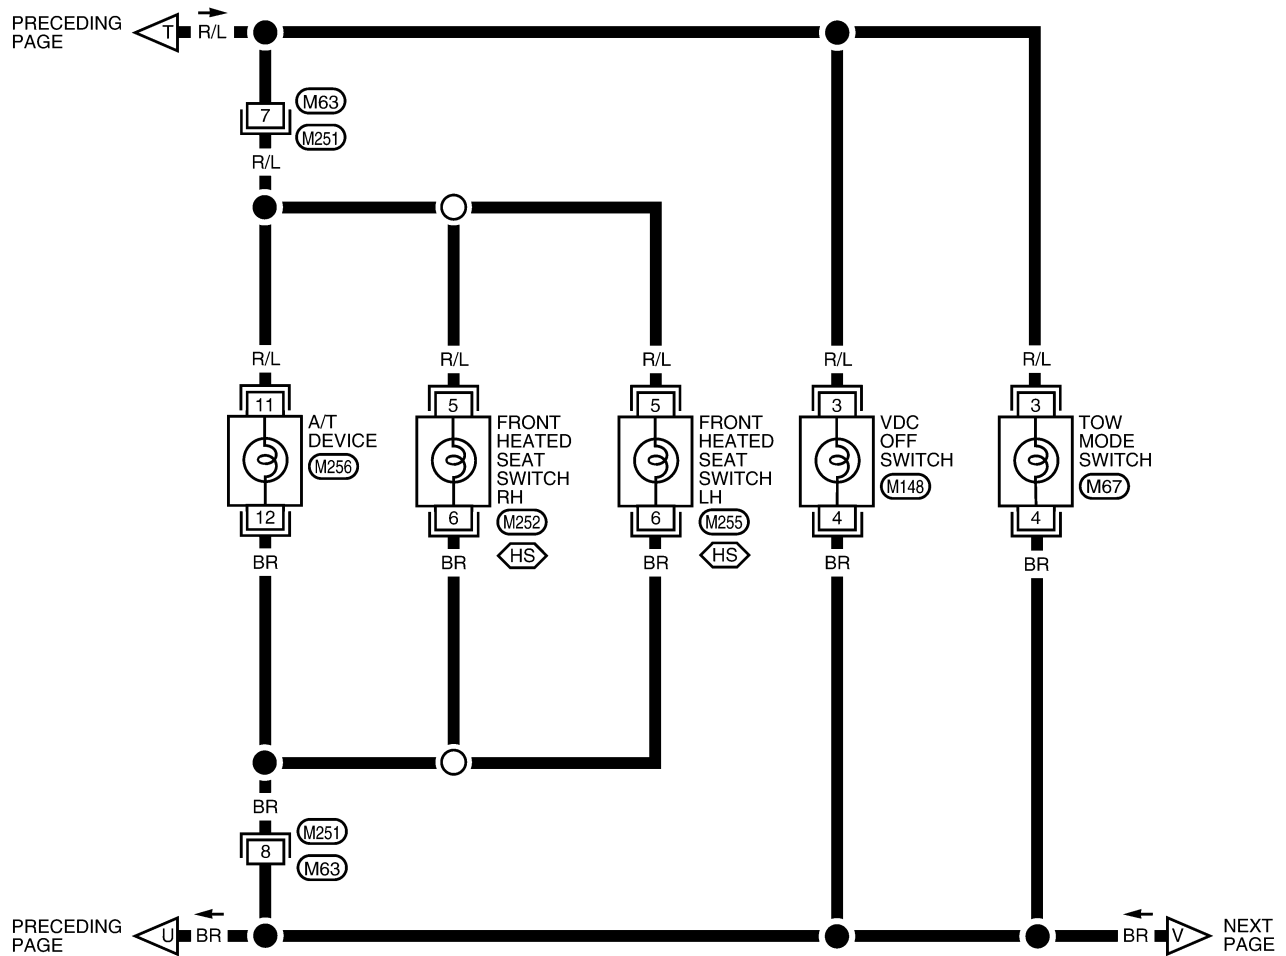 PRECEDING
PAGE
T
R/L
7
M63
M251
R/L
R/L
R/L
R/L
R/L
R/L
11
A/T
DEVICE
M256
12
BR
5
FRONT
HEATED
SEAT
SWITCH
RH
M252
HS
6
BR
5
FRONT
HEATED
SEAT
SWITCH
LH
M255
HS
6
BR
3
VDC
OFF
SWITCH
M148
4
BR
3
TOW
MODE
SWITCH
M67
4
BR
BR
8
M251
M63
PRECEDING
PAGE
U
BR
BR
V
NEXT
PAGE